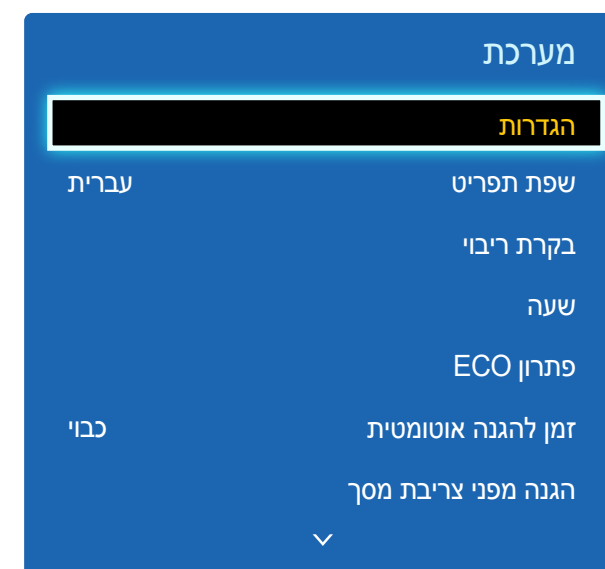 מערכת
הגדרות
שפת תפריט עברית
בקרת ריבוי
שעה
פתרון ECO
זמן להגנה אוטומטית כבוי
הגנה מפני צריבת מסך